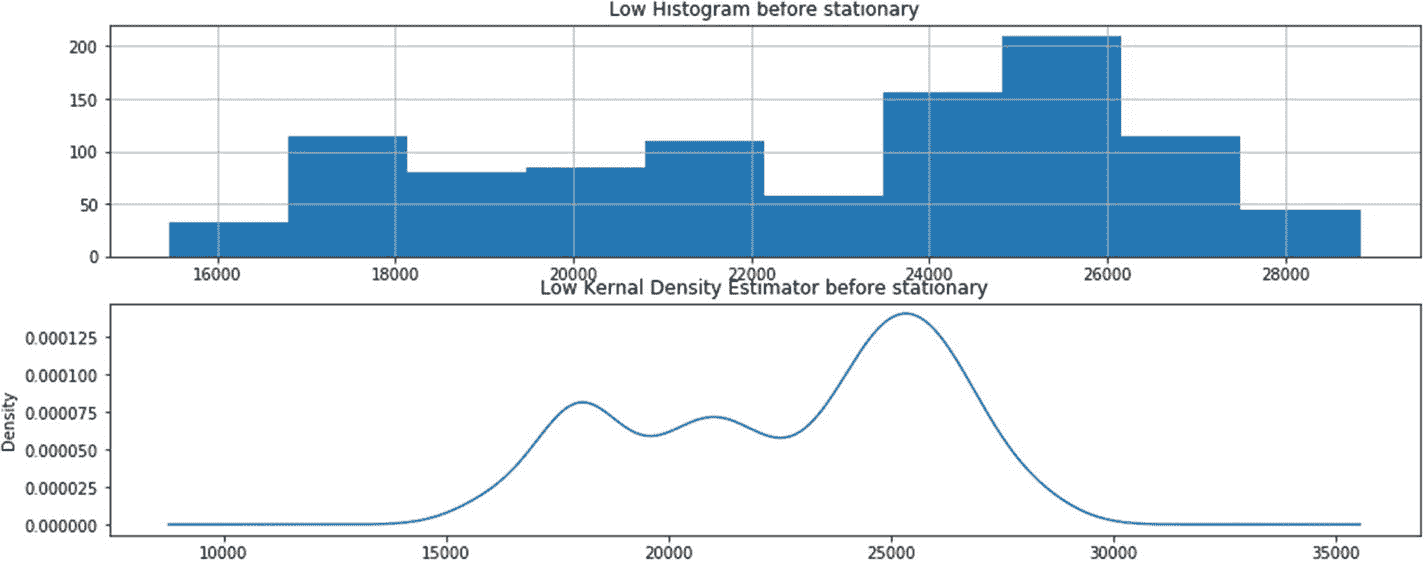 Low Histogram before stationary
200
150
100
50
0
16000 18000 20000 22000 24000 26000 28000
Low Kernal Density Estimator before stationary
0.000125
0.000100
0.000075
0.000050
0.000025
0.000000
Density
10000 15000 20000 25000 30000 35000